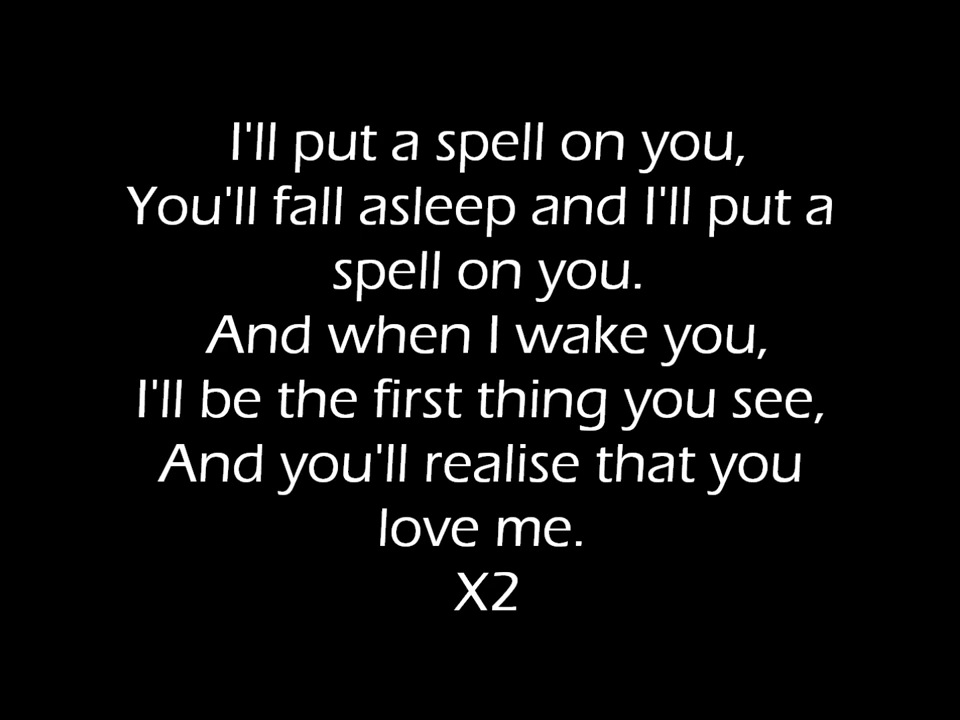 I'll put a spell on you,
You'll fall asleep and I'll put a
spell on you.
And when I wake you,
I'll be the first thing you see,
And you'll realise that you
love me.
X2